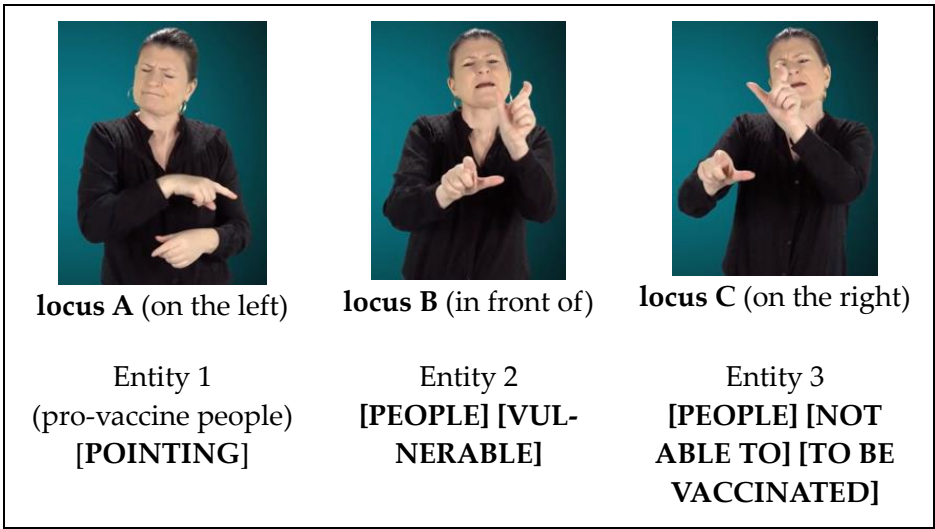 locus A (on the left)
locus B (in front of)
locus C (on the right)
Entity 1
(pro-vaccine people)
[POINTING]
Entity 2
[PEOPLE] [VUL-
NERABLE]
Entity 3
[PEOPLE] [NOT
ABLE TO] [TO BE
VACCINATED]